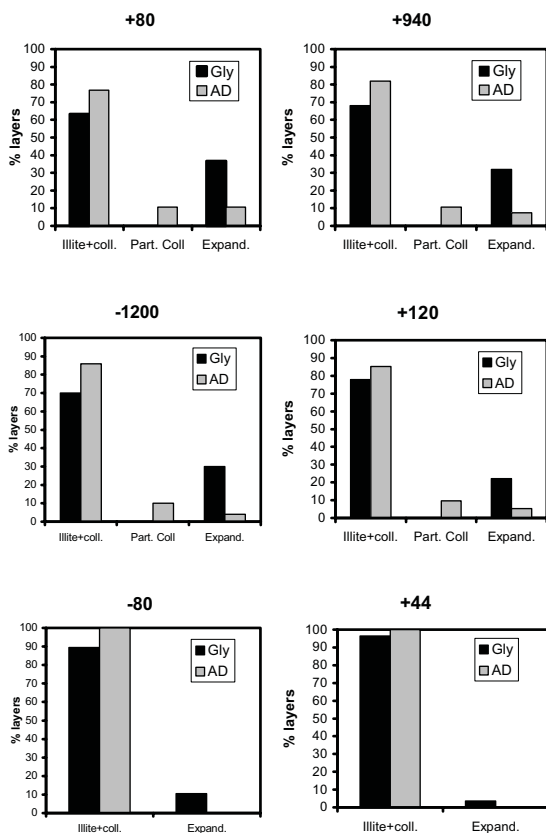 +80
100
90
80
70
60
50
40
30
20
10
0
% layers
Gly
AD
Illite+coll.
Part. Coll
Expand.
+940
100
90
80
70
60
50
40
30
20
10
0
% layers
Gly
AD
Illite+coll.
Part. Coll
Expand.
-1200
100
90
80
70
60
50
40
30
20
10
0
% layers
Gly
AD
Illite+coll.
Part. Coll
Expand.
+120
100
90
80
70
60
50
40
30
20
10
0
% layers
Gly
AD
Illite+coll.
Part. Coll
Expand.
-80
100
90
80
70
60
50
40
30
20
10
0
% layers
Gly
AD
Illite+coll.
Expand.
+44
100
90
80
70
60
50
40
30
20
10
0
% layers
Gly
AD
Illite+coll.
Expand.